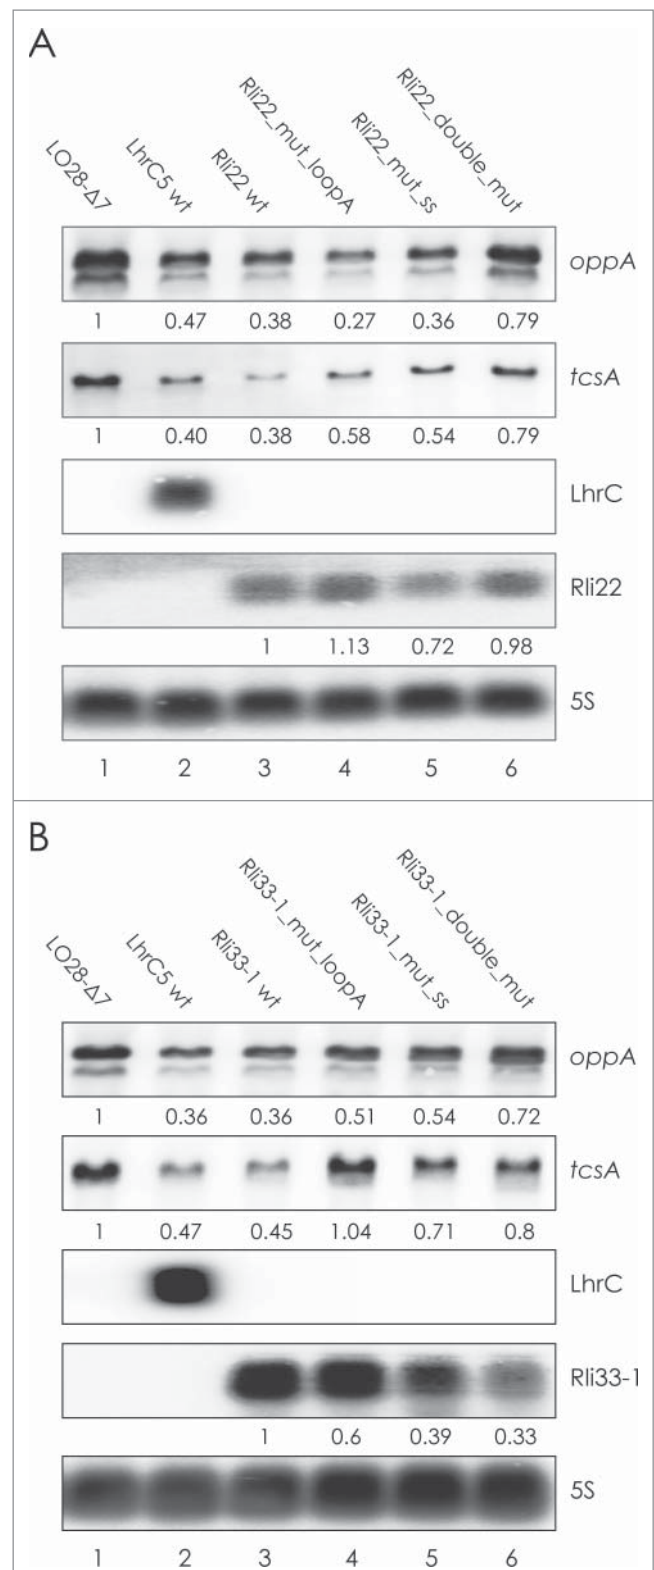 A
LO28-Δ7
LhrC5 wt
Rli22 wt
Rli22_mut_loopA
Rli22_mut_ss
Rli22_double_mut
oppA
1 0.47 0.38 0.27 0.36 0.79
tcsA
1 0.40 0.38 0.58 0.54 0.79
LhrC
Rli22
1 1.13 0.72 0.98
5S
1 2 3 4 5 6
B
LO28-Δ7
LhrC5 wt
Rli33-1 wt
Rli33-1_mut_loopA
Rli33-1_mut_ss
Rli33-1_double_mut
oppA
1 0.36 0.36 0.51 0.54 0.72
tcsA
1 0.47 0.45 1.04 0.71 0.8
LhrC
Rli33-1
1 0.6 0.39 0.33
5S
1 2 3 4 5 6